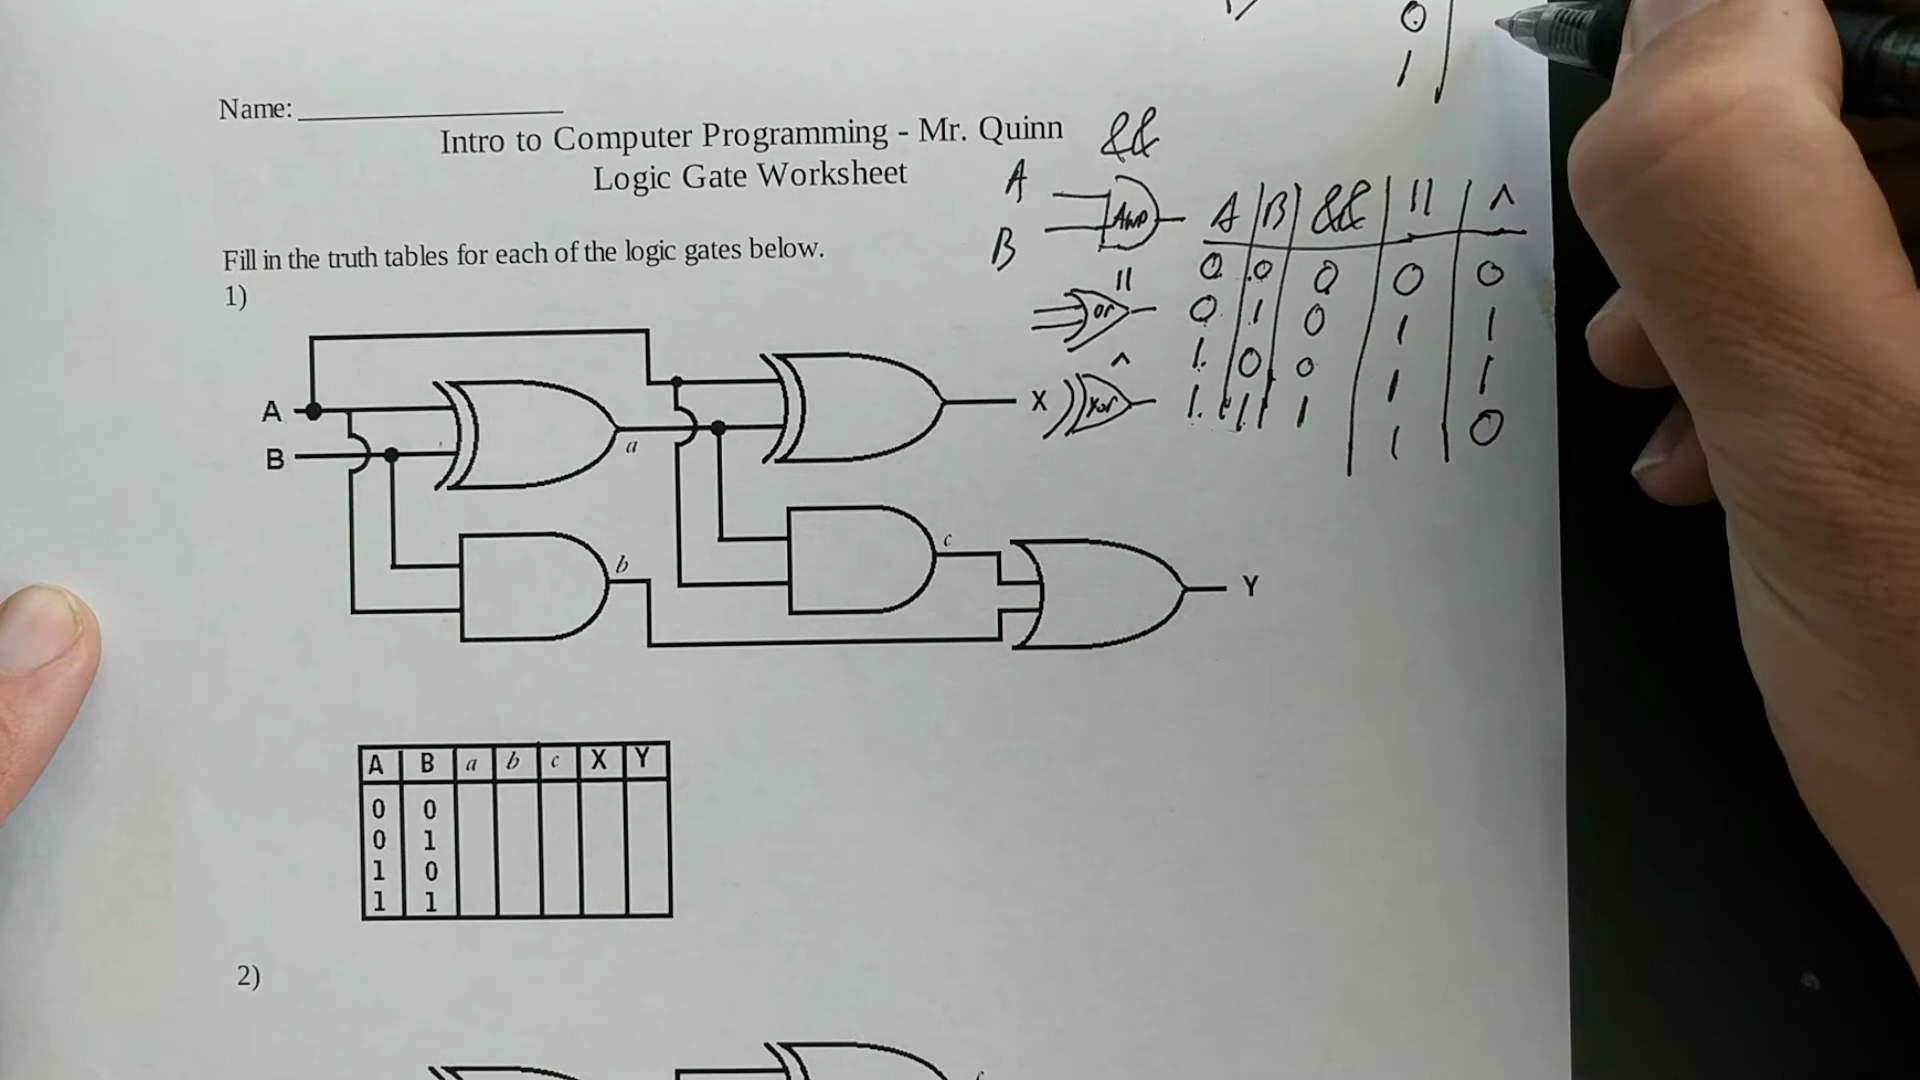 0
1
Name:
Intro to Computer Programming - Mr. Quinn
&&
Logic Gate Worksheet
A
B
AND
A B && || ^
0 0 0 0 0
0 1 0 1 1
1 0 0 1 1
1 1 1 1 0
Fill in the truth tables for each of the logic gates below.
1)
||
or
^
xor
A
B
a
X
b
c
Y
A B a b c X Y
0 0
0 1
1 0
1 1
2)